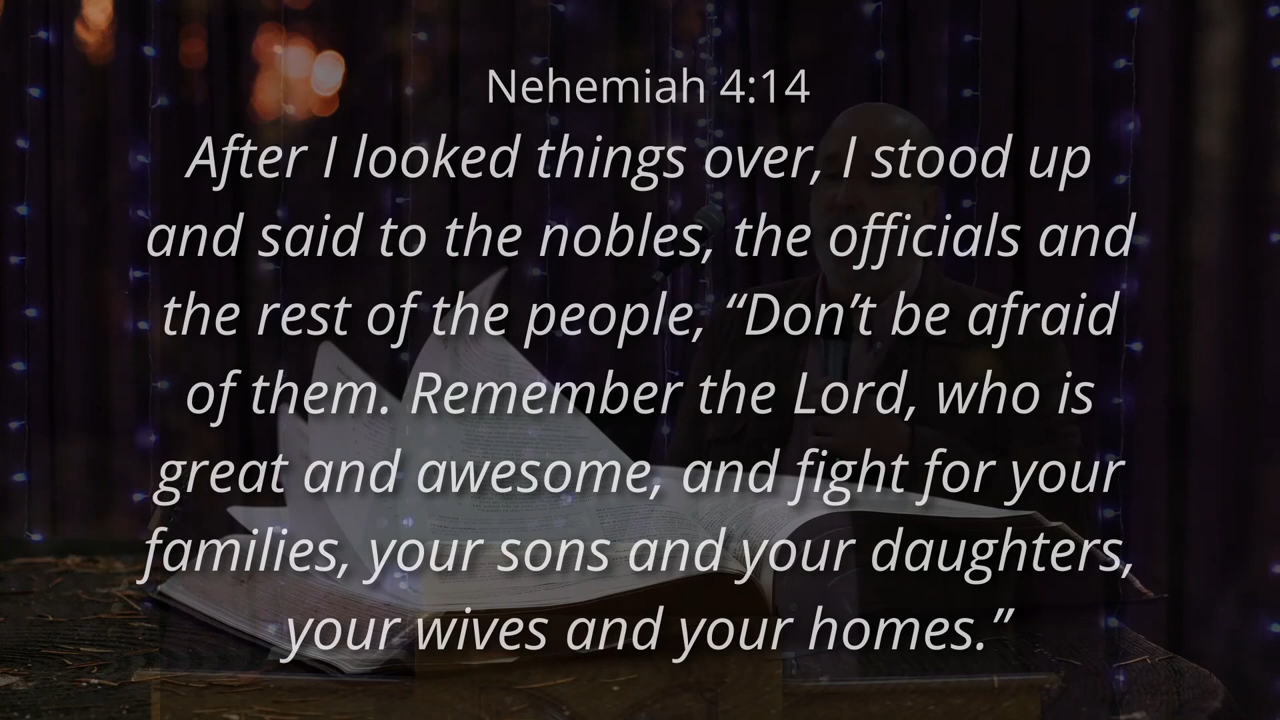 Nehemiah 4:14
After I looked things over, I stood up
and said to the nobles, the officials and
the rest of the people, “Don’t be afraid
of them. Remember the Lord, who is
great and awesome, and fight for your
families, your sons and your daughters,
your wives and your homes.”